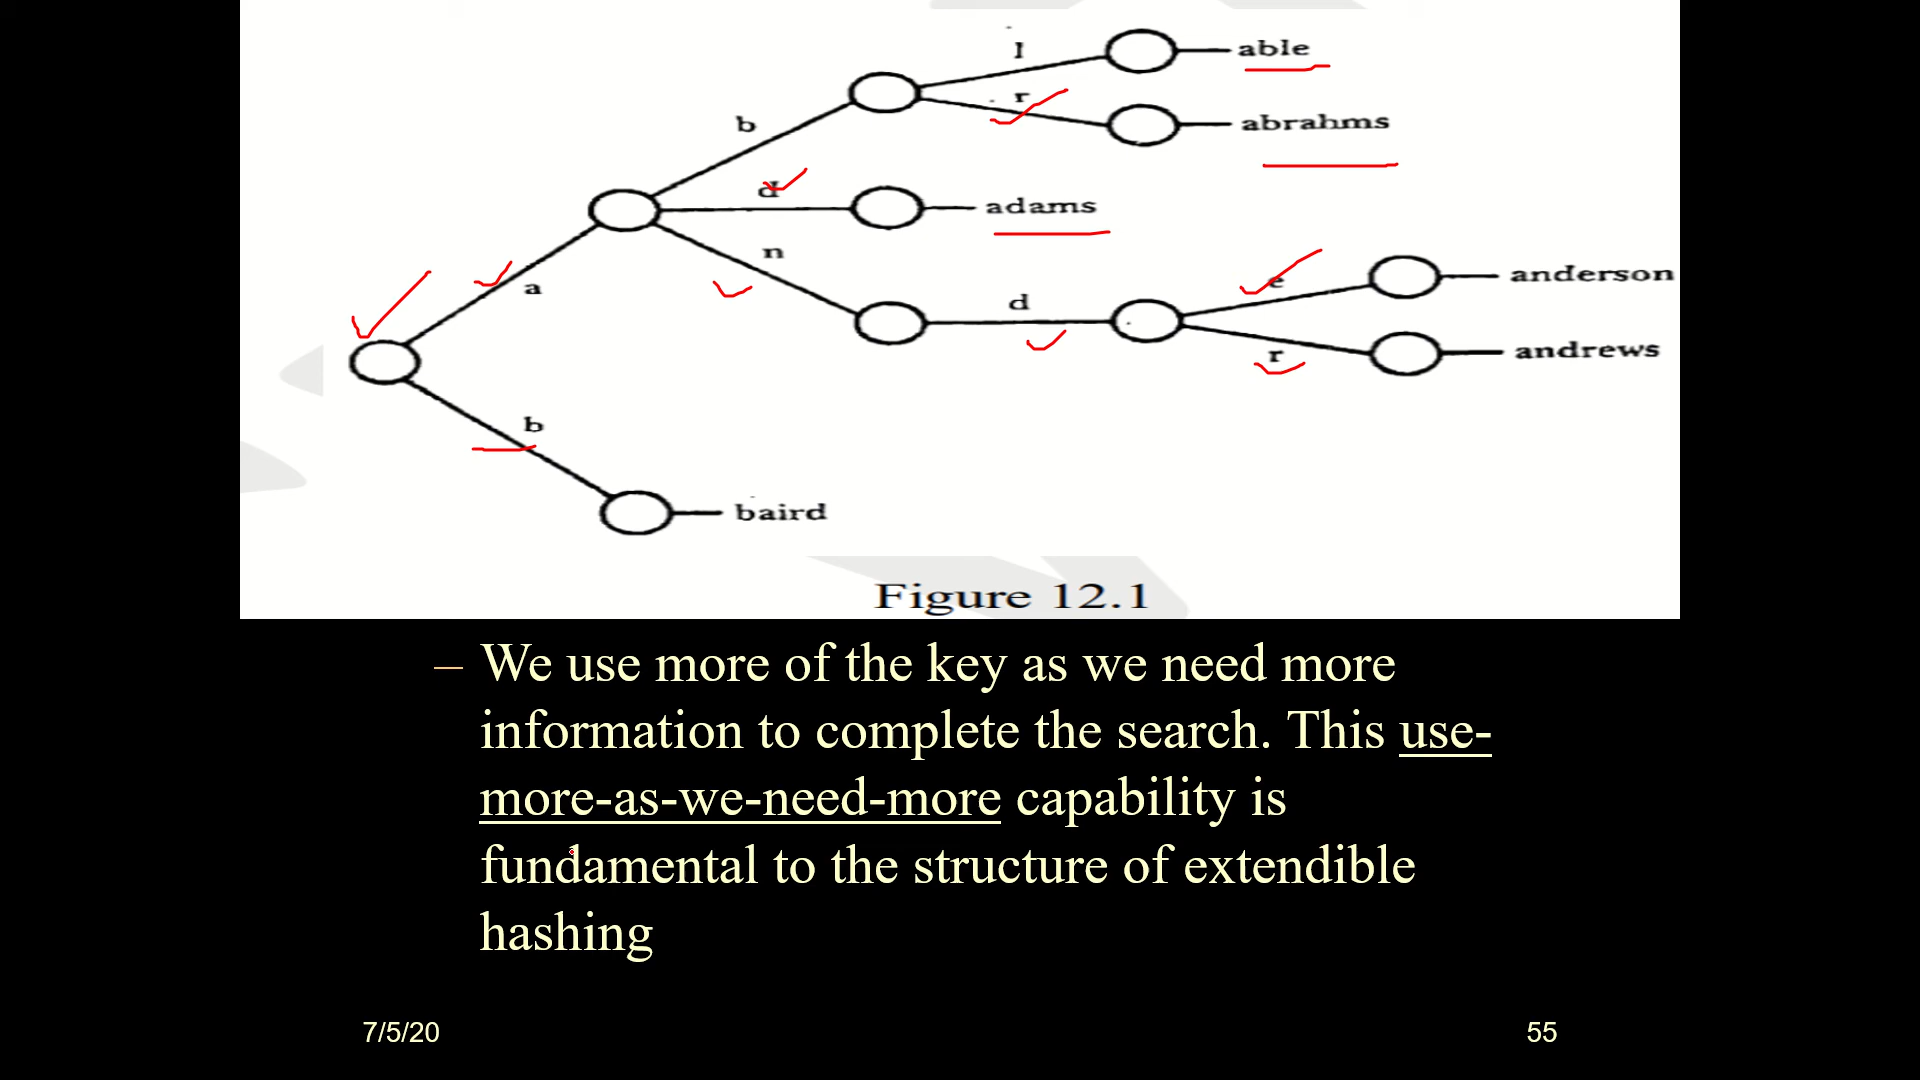 l
able
r
abrahms
b
d
adams
n
e
anderson
a
d
r
andrews
b
baird
Figure 12.1
– We use more of the key as we need more
information to complete the search. This use-
more-as-we-need-more capability is
fundamental to the structure of extendible
hashing
7/5/20
55